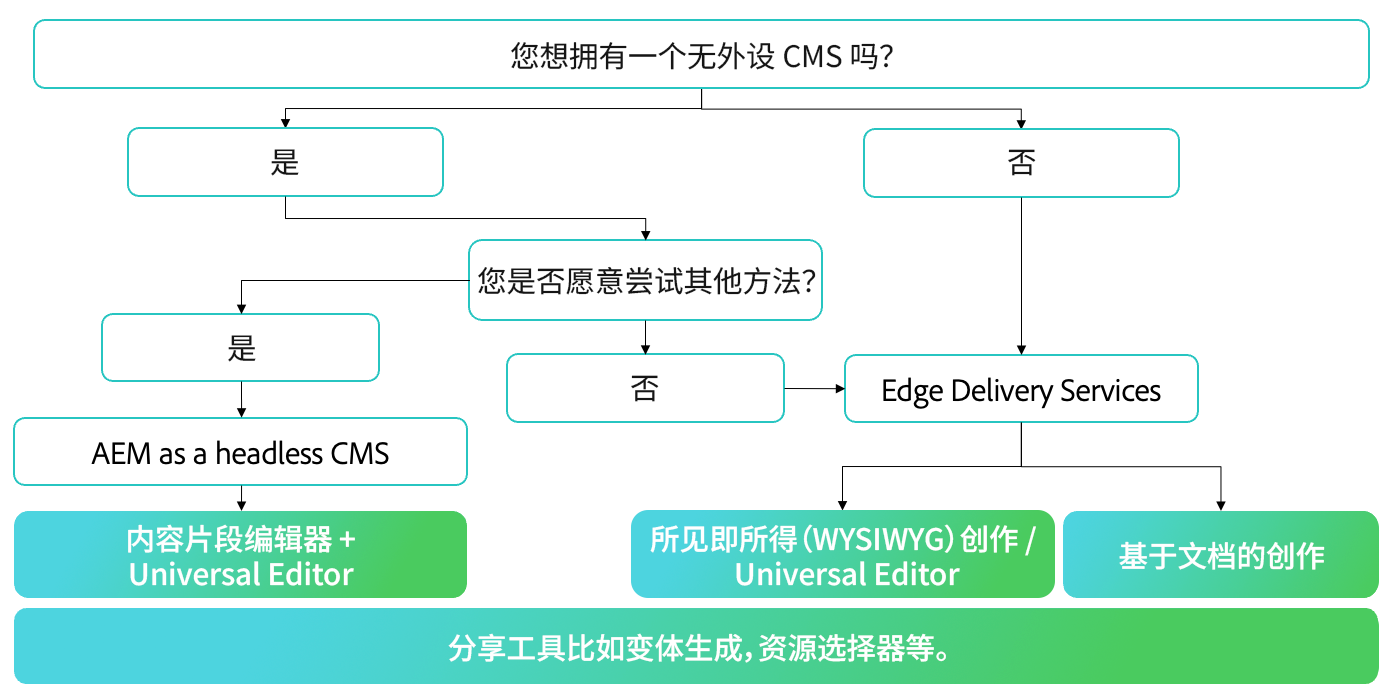 您想拥有一个无外设 CMS 吗？
是
否
您是否愿意尝试其他方法？
是
否
Edge Delivery Services
AEM as a headless CMS
内容片段编辑器 +
Universal Editor
所见即所得（WYSIWYG）创作 /
Universal Editor
基于文档的创作
分享工具比如变体生成，资源选择器等。